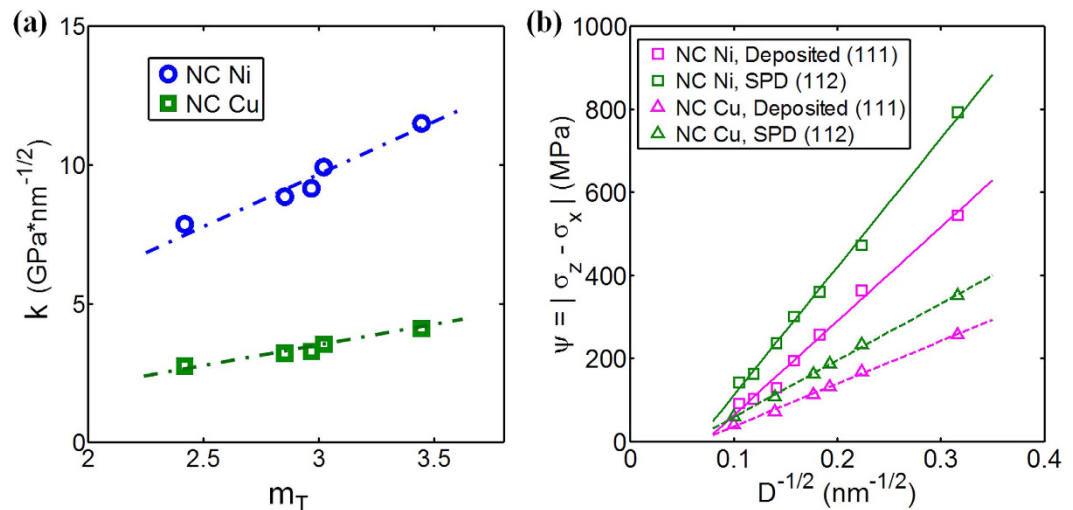 (a)
15
10
5
0
k (GPa*nm⁻¹/²)
NC Ni
NC Cu
2
2.5
3
3.5
m_T
(b)
1000
800
600
400
200
0
Ψ = | σ_z - σ_x | (MPa)
NC Ni, Deposited (111)
NC Ni, SPD (112)
NC Cu, Deposited (111)
NC Cu, SPD (112)
0
0.1
0.2
0.3
0.4
D⁻¹/² (nm⁻¹/²)